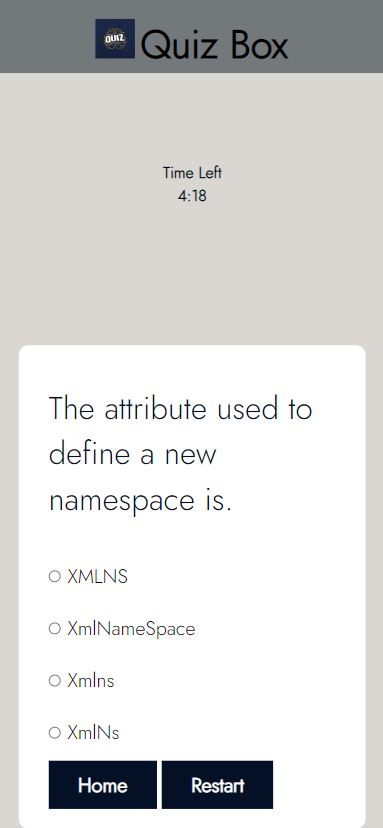 QUIZ
Quiz Box
Time Left
4:18
The attribute used to
define a new
namespace is.
XMLNS
XmlNameSpace
Xmlns
XmlNs
Home Restart